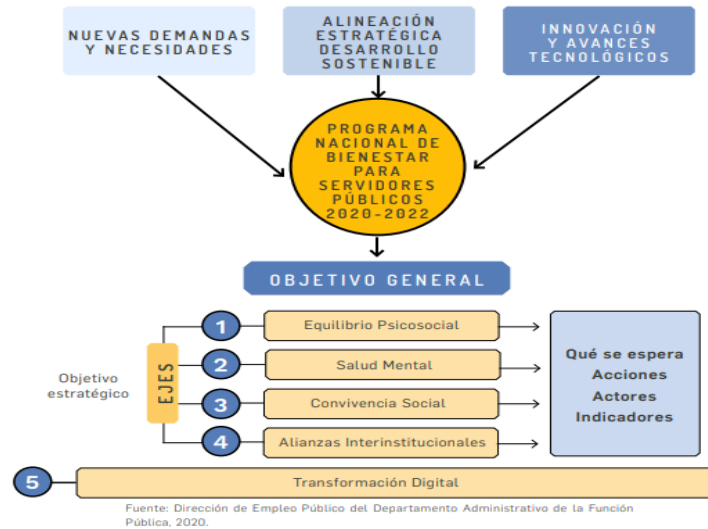 NUEVAS DEMANDAS
Y NECESIDADES
ALINEACIÓN
ESTRATÉGICA
DESARROLLO
SOSTENIBLE
INNOVACIÓN
Y AVANCES
TECNOLÓGICOS
PROGRAMA
NACIONAL DE
BIENESTAR
PARA
SERVIDORES
PÚBLICOS
2020-2022
OBJETIVO GENERAL
Objetivo
estratégico
EJES
1 Equilibrio Psicosocial
2 Salud Mental
3 Convivencia Social
4 Alianzas Interinstitucionales
Qué se espera
Acciones
Actores
Indicadores
5 Transformación Digital
Fuente: Dirección de Empleo Público del Departamento Administrativo de la Función
Pública, 2020.